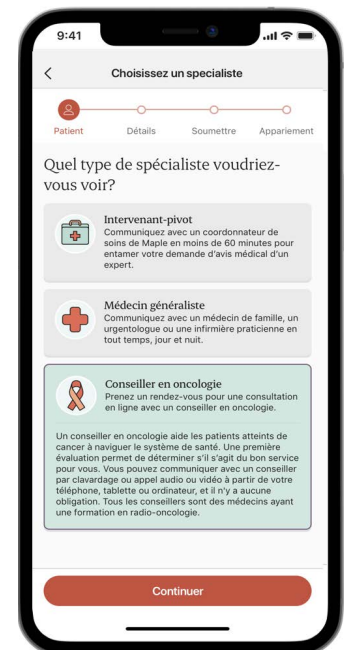 9:41
Choisissez un specialiste
Patient
Détails
Soumettre
Appariement
Quel type de spécialiste voudriez-
vous voir?
Intervenant-pivot
Communiquez avec un coordonnateur de
soins de Maple en moins de 60 minutes pour
entamer votre demande d'avis médical d'un
expert.
Médecin généraliste
Communiquez avec un médecin de famille, un
urgentologue ou une infirmière praticienne en
tout temps, jour et nuit.
Conseiller en oncologie
Prenez un rendez-vous pour une consultation
en ligne avec un conseiller en oncologie.
Un conseiller en oncologie aide les patients atteints de
cancer à naviguer le système de santé. Une première
évaluation permet de déterminer s'il s'agit du bon service
pour vous. Vous pouvez communiquer avec un conseiller
par clavardage ou appel audio ou vidéo à partir de votre
téléphone, tablette ou ordinateur, et il n'y a aucune
obligation. Tous les conseillers sont des médecins ayant
une formation en radio-oncologie.
Continuer